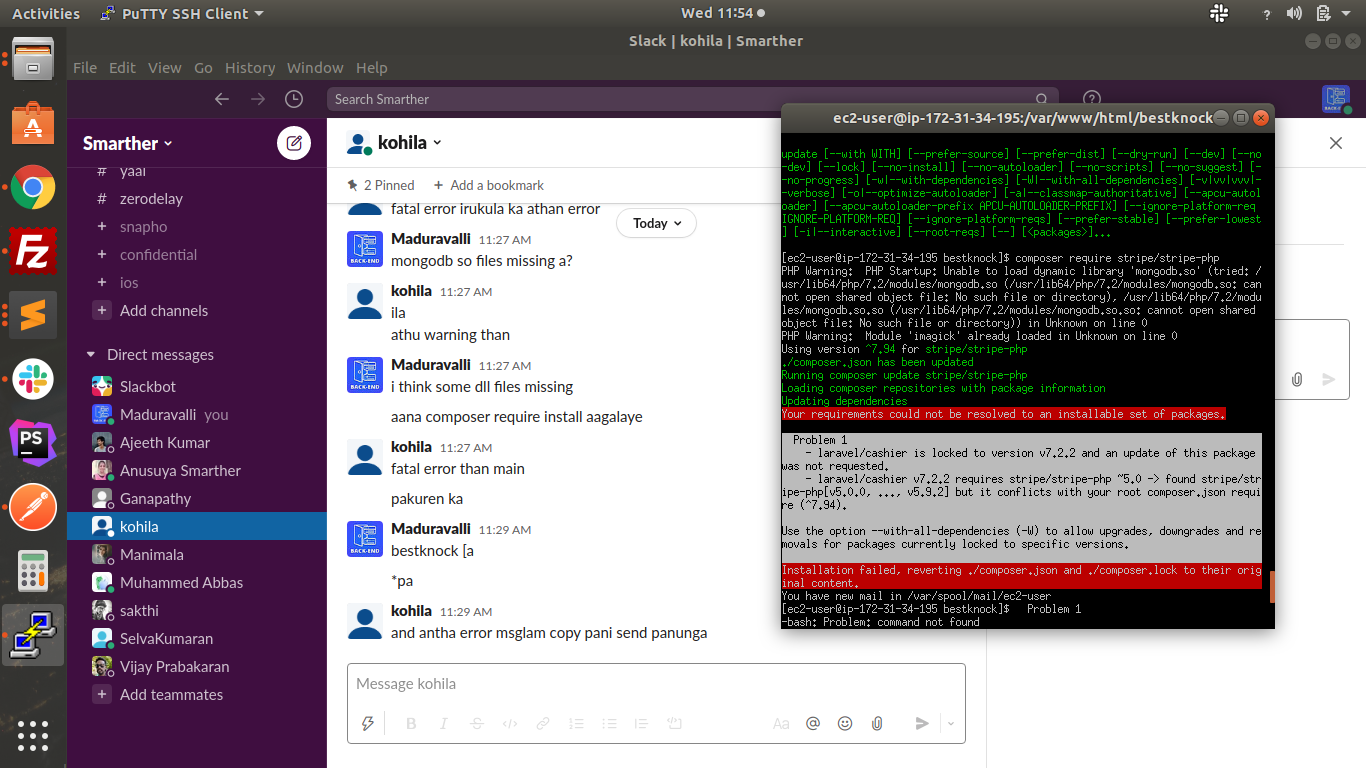 Activities
PuTTY SSH Client
Wed 11:54
?
Slack | kohila | Smarther
File Edit View Go History Window Help
Search Smarther
?
Smarther
# yaal
# zerodelay
+ snapho
+ confidential
+ ios
+ Add channels
Direct messages
Slackbot
Maduravalli you
Ajeeth Kumar
Anusuya Smarther
Ganapathy
kohila
Manimala
Muhammed Abbas
sakthi
SelvaKumaran
Vijay Prabakaran
+ Add teammates
kohila
2 Pinned
+ Add a bookmark
Today
fatal error irukula ka athan error
BACK-END
Maduravalli 11:27 AM
mongodb so files missing a?
kohila 11:27 AM
ila
athu warning than
BACK-END
Maduravalli 11:27 AM
i think some dll files missing
aana composer require install aagalaye
kohila 11:27 AM
fatal error than main
pakuren ka
BACK-END
Maduravalli 11:29 AM
bestknock [a
*pa
kohila 11:29 AM
and antha error msglam copy pani send panunga
Message kohila
B I S </>
Aa @
ec2-user@ip-172-31-34-195:/var/www/html/bestknock
update [--with WITH] [--prefer-source] [--prefer-dist] [--dry-run] [--dev] [--no
-dev] [--lock] [--no-install] [--no-autoloader] [--no-scripts] [--no-suggest] [-
-no-progress] [-w|--with-dependencies] [-W|--with-all-dependencies] [-v|vv|vvv|-
-verbose] [-o|--optimize-autoloader] [-a|--classmap-authoritative] [--apcu-autol
oader] [--apcu-autoloader-prefix APCU-AUTOLOADER-PREFIX] [--ignore-platform-req
IGNORE-PLATFORM-REQ] [--ignore-platform-reqs] [--prefer-stable] [--prefer-lowest
] [-i|--interactive] [--root-reqs] [--] [<packages>]...
[ec2-user@ip-172-31-34-195 bestknock]$ composer require stripe/stripe-php
PHP Warning:  PHP Startup: Unable to load dynamic library 'mongodb.so' (tried: /
usr/lib64/php/7.2/modules/mongodb.so (/usr/lib64/php/7.2/modules/mongodb.so: can
not open shared object file: No such file or directory), /usr/lib64/php/7.2/modu
les/mongodb.so.so (/usr/lib64/php/7.2/modules/mongodb.so.so: cannot open shared
object file: No such file or directory)) in Unknown on line 0
PHP Warning:  Module 'imagick' already loaded in Unknown on line 0
Using version ^7.94 for stripe/stripe-php
./composer.json has been updated
Running composer update stripe/stripe-php
Loading composer repositories with package information
Updating dependencies
Your requirements could not be resolved to an installable set of packages.
Problem 1
- laravel/cashier is locked to version v7.2.2 and an update of this package
was not requested.
- laravel/cashier v7.2.2 requires stripe/stripe-php ~5.0 -> found stripe/str
ipe-php[v5.0.0, ..., v5.9.2] but it conflicts with your root composer.json requi
re (^7.94).
Use the option --with-all-dependencies (-W) to allow upgrades, downgrades and re
movals for packages currently locked to specific versions.
Installation failed, reverting ./composer.json and ./composer.lock to their orig
inal content.
You have new mail in /var/spool/mail/ec2-user
[ec2-user@ip-172-31-34-195 bestknock]$   Problem 1
-bash: Problem: command not found